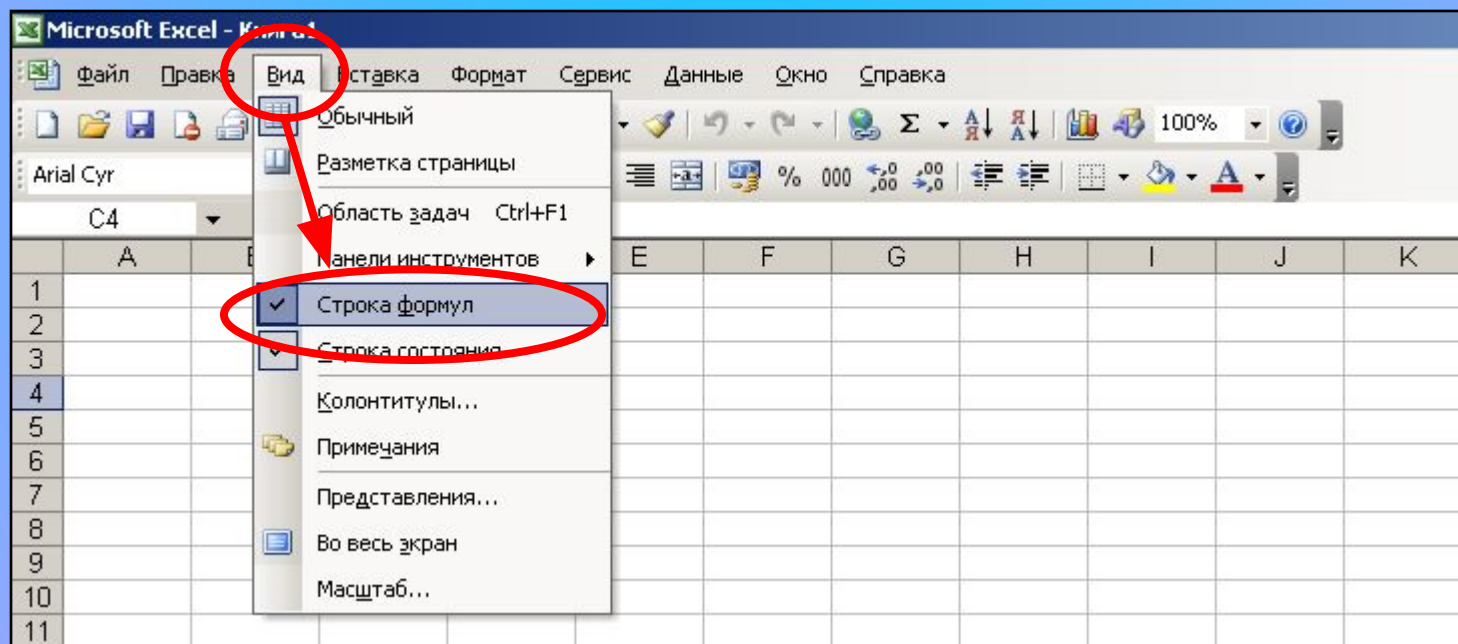 Microsoft Excel - Книга1
Файл Правка Вид Вставка Формат Сервис Данные Окно Справка
100%
Arial Cyr
% 000
C4
Обычный
Разметка страницы
Область задач Ctrl+F1
Панели инструментов
Строка формул
Строка состояния
Колонтитулы...
Примечания
Представления...
Во весь экран
Масштаб...
A E F G H I J K
1
2
3
4
5
6
7
8
9
10
11